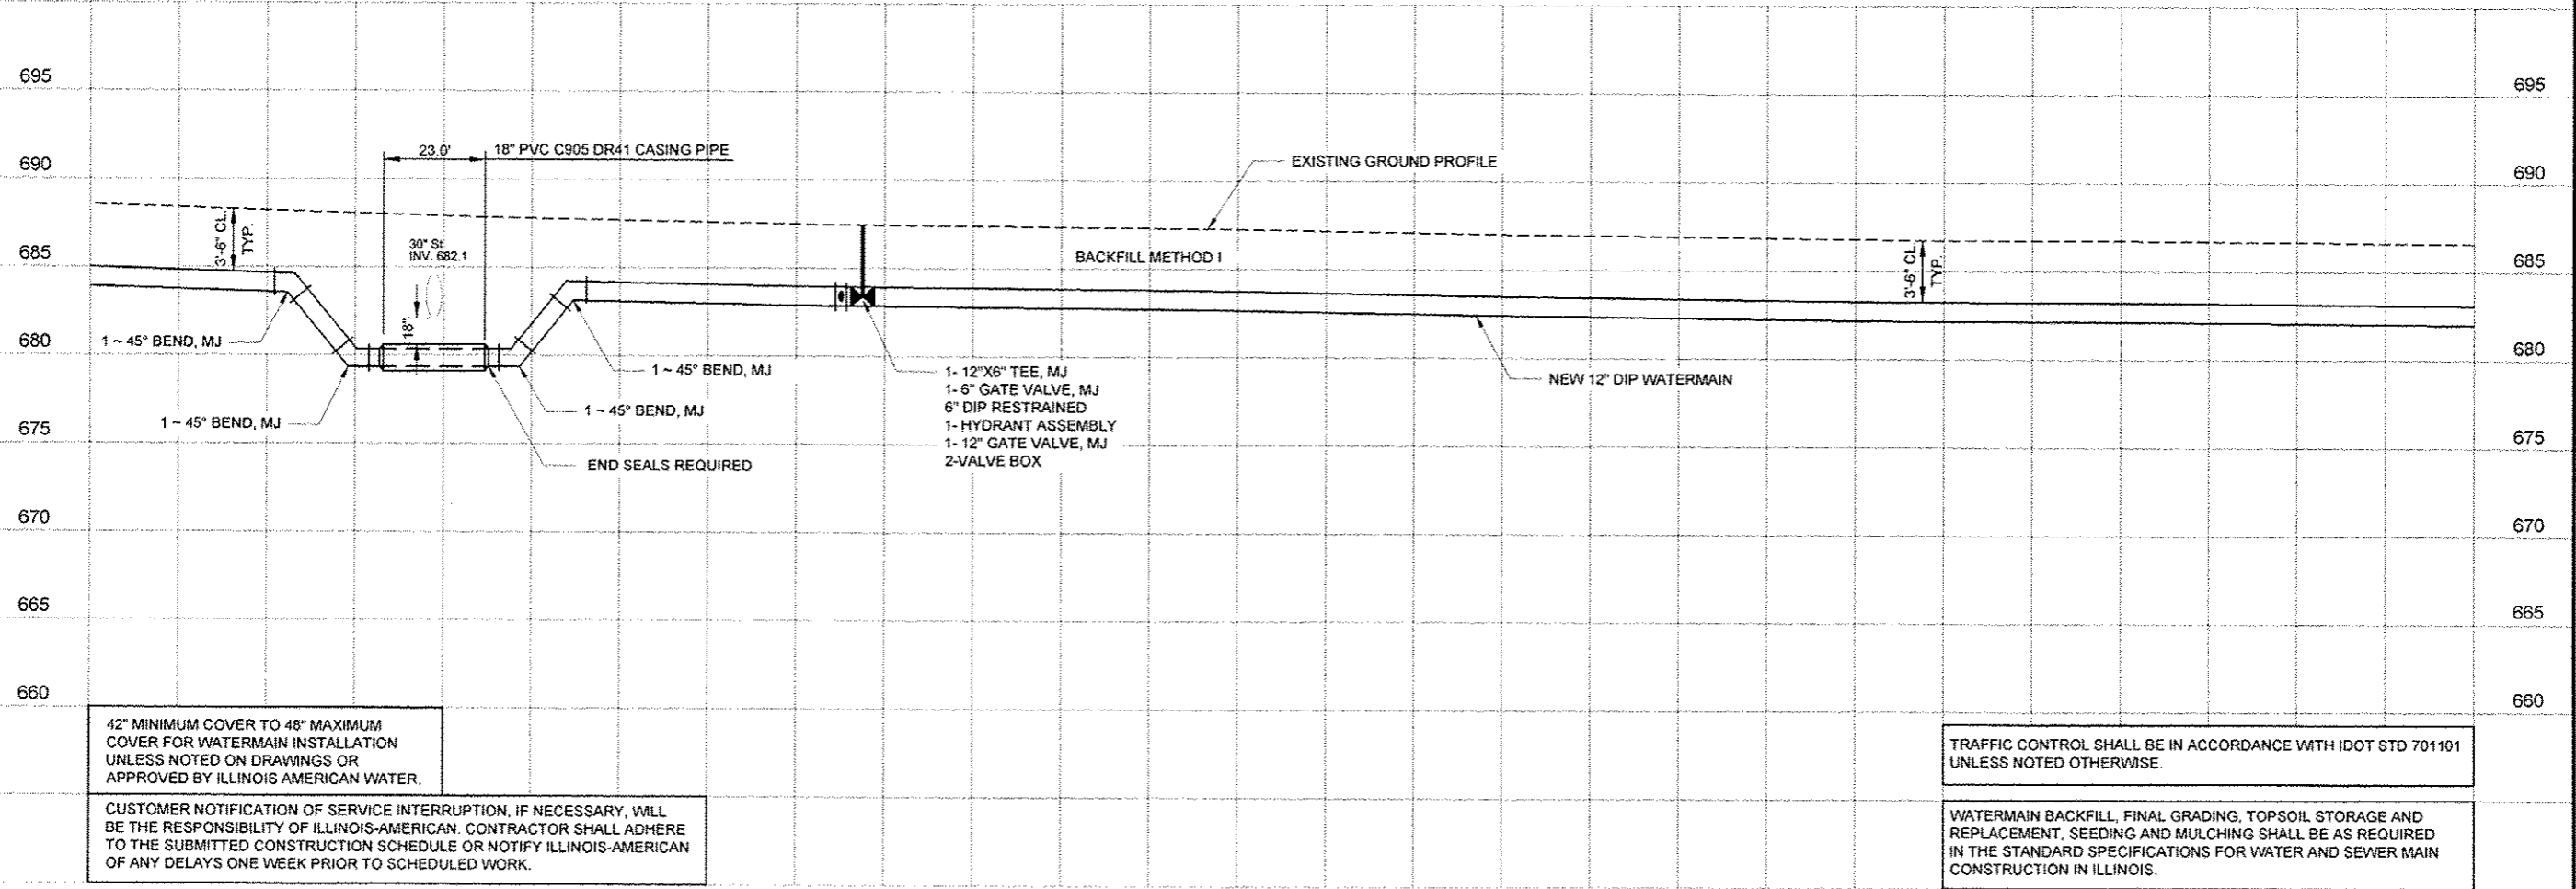 695
695
23.0'
18" PVC C905 DR41 CASING PIPE
690
EXISTING GROUND PROFILE
690
3'-6" CL.
TYP.
30" St
INV. 682.1
685
BACKFILL METHOD I
3'-6" CL
TYP.
685
18"
1 ~ 45° BEND, MJ
680
680
1 ~ 45° BEND, MJ
1- 12"X6" TEE, MJ
1- 6" GATE VALVE, MJ
6" DIP RESTRAINED
1- HYDRANT ASSEMBLY
1- 12" GATE VALVE, MJ
2-VALVE BOX
NEW 12" DIP WATERMAIN
1 ~ 45° BEND, MJ
1 ~ 45° BEND, MJ
675
675
END SEALS REQUIRED
670
670
665
665
660
660
42" MINIMUM COVER TO 48" MAXIMUM
COVER FOR WATERMAIN INSTALLATION
UNLESS NOTED ON DRAWINGS OR
APPROVED BY ILLINOIS AMERICAN WATER.
TRAFFIC CONTROL SHALL BE IN ACCORDANCE WITH IDOT STD 701101
UNLESS NOTED OTHERWISE.
CUSTOMER NOTIFICATION OF SERVICE INTERRUPTION, IF NECESSARY, WILL
BE THE RESPONSIBILITY OF ILLINOIS-AMERICAN. CONTRACTOR SHALL ADHERE
TO THE SUBMITTED CONSTRUCTION SCHEDULE OR NOTIFY ILLINOIS-AMERICAN
OF ANY DELAYS ONE WEEK PRIOR TO SCHEDULED WORK.
WATERMAIN BACKFILL, FINAL GRADING, TOPSOIL STORAGE AND
REPLACEMENT, SEEDING AND MULCHING SHALL BE AS REQUIRED
IN THE STANDARD SPECIFICATIONS FOR WATER AND SEWER MAIN
CONSTRUCTION IN ILLINOIS.